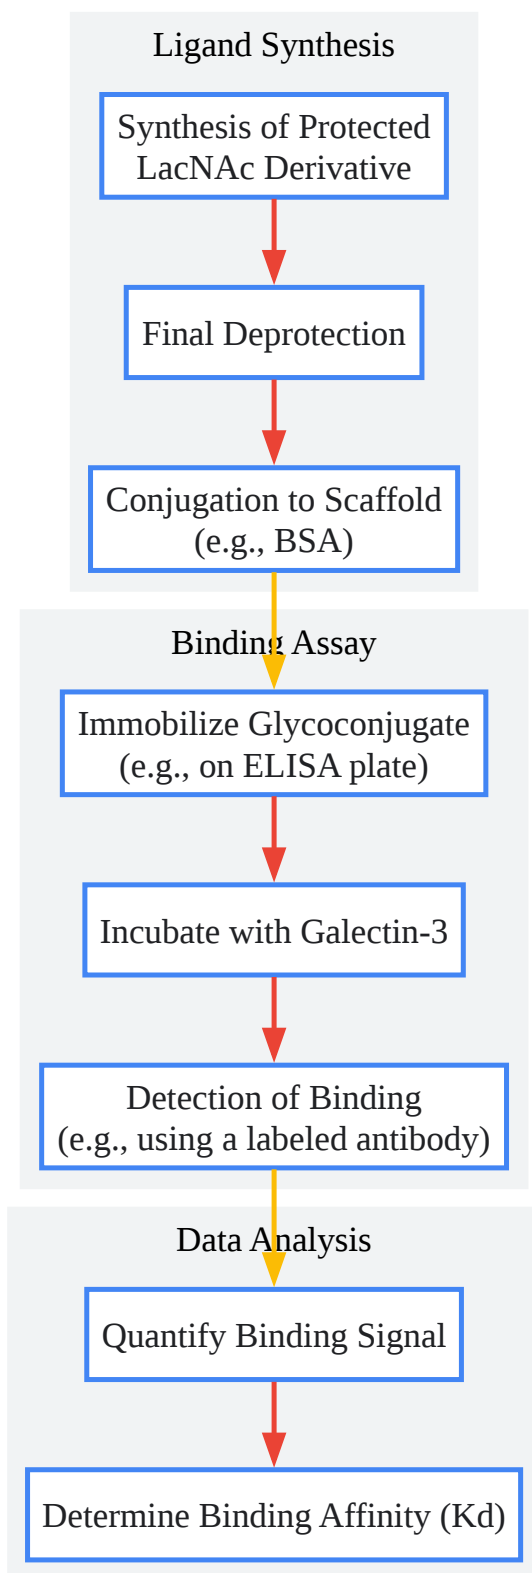 Ligand Synthesis
Synthesis of Protected
LacNAc Derivative
Final Deprotection
Conjugation to Scaffold
(e.g., BSA)
Binding Assay
Immobilize Glycoconjugate
(e.g., on ELISA plate)
Incubate with Galectin-3
Detection of Binding
(e.g., using a labeled antibody)
Data Analysis
Quantify Binding Signal
Determine Binding Affinity (Kd)